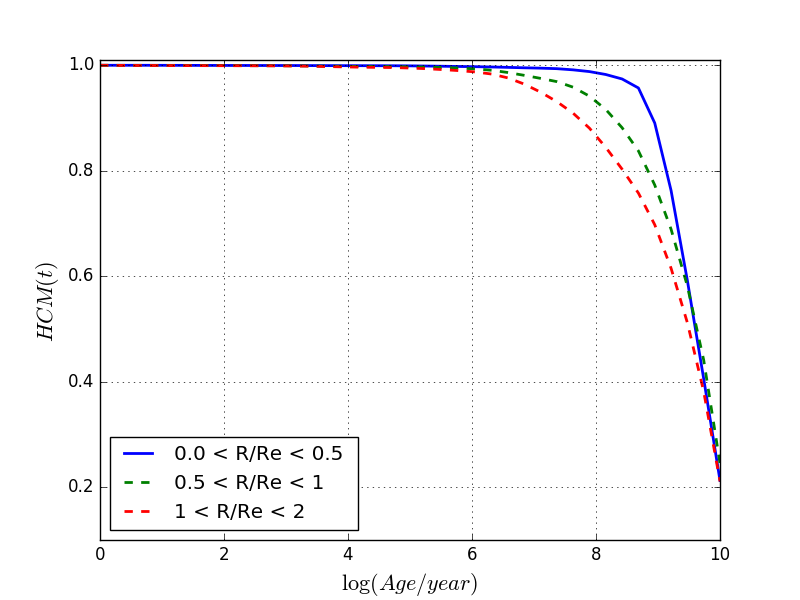 1.0
0.8
0.6
0.4
0.2
HCM(t)
0.0 < R/Re < 0.5
0.5 < R/Re < 1
1 < R/Re < 2
0 2 4 6 8 10
log(Age/year)